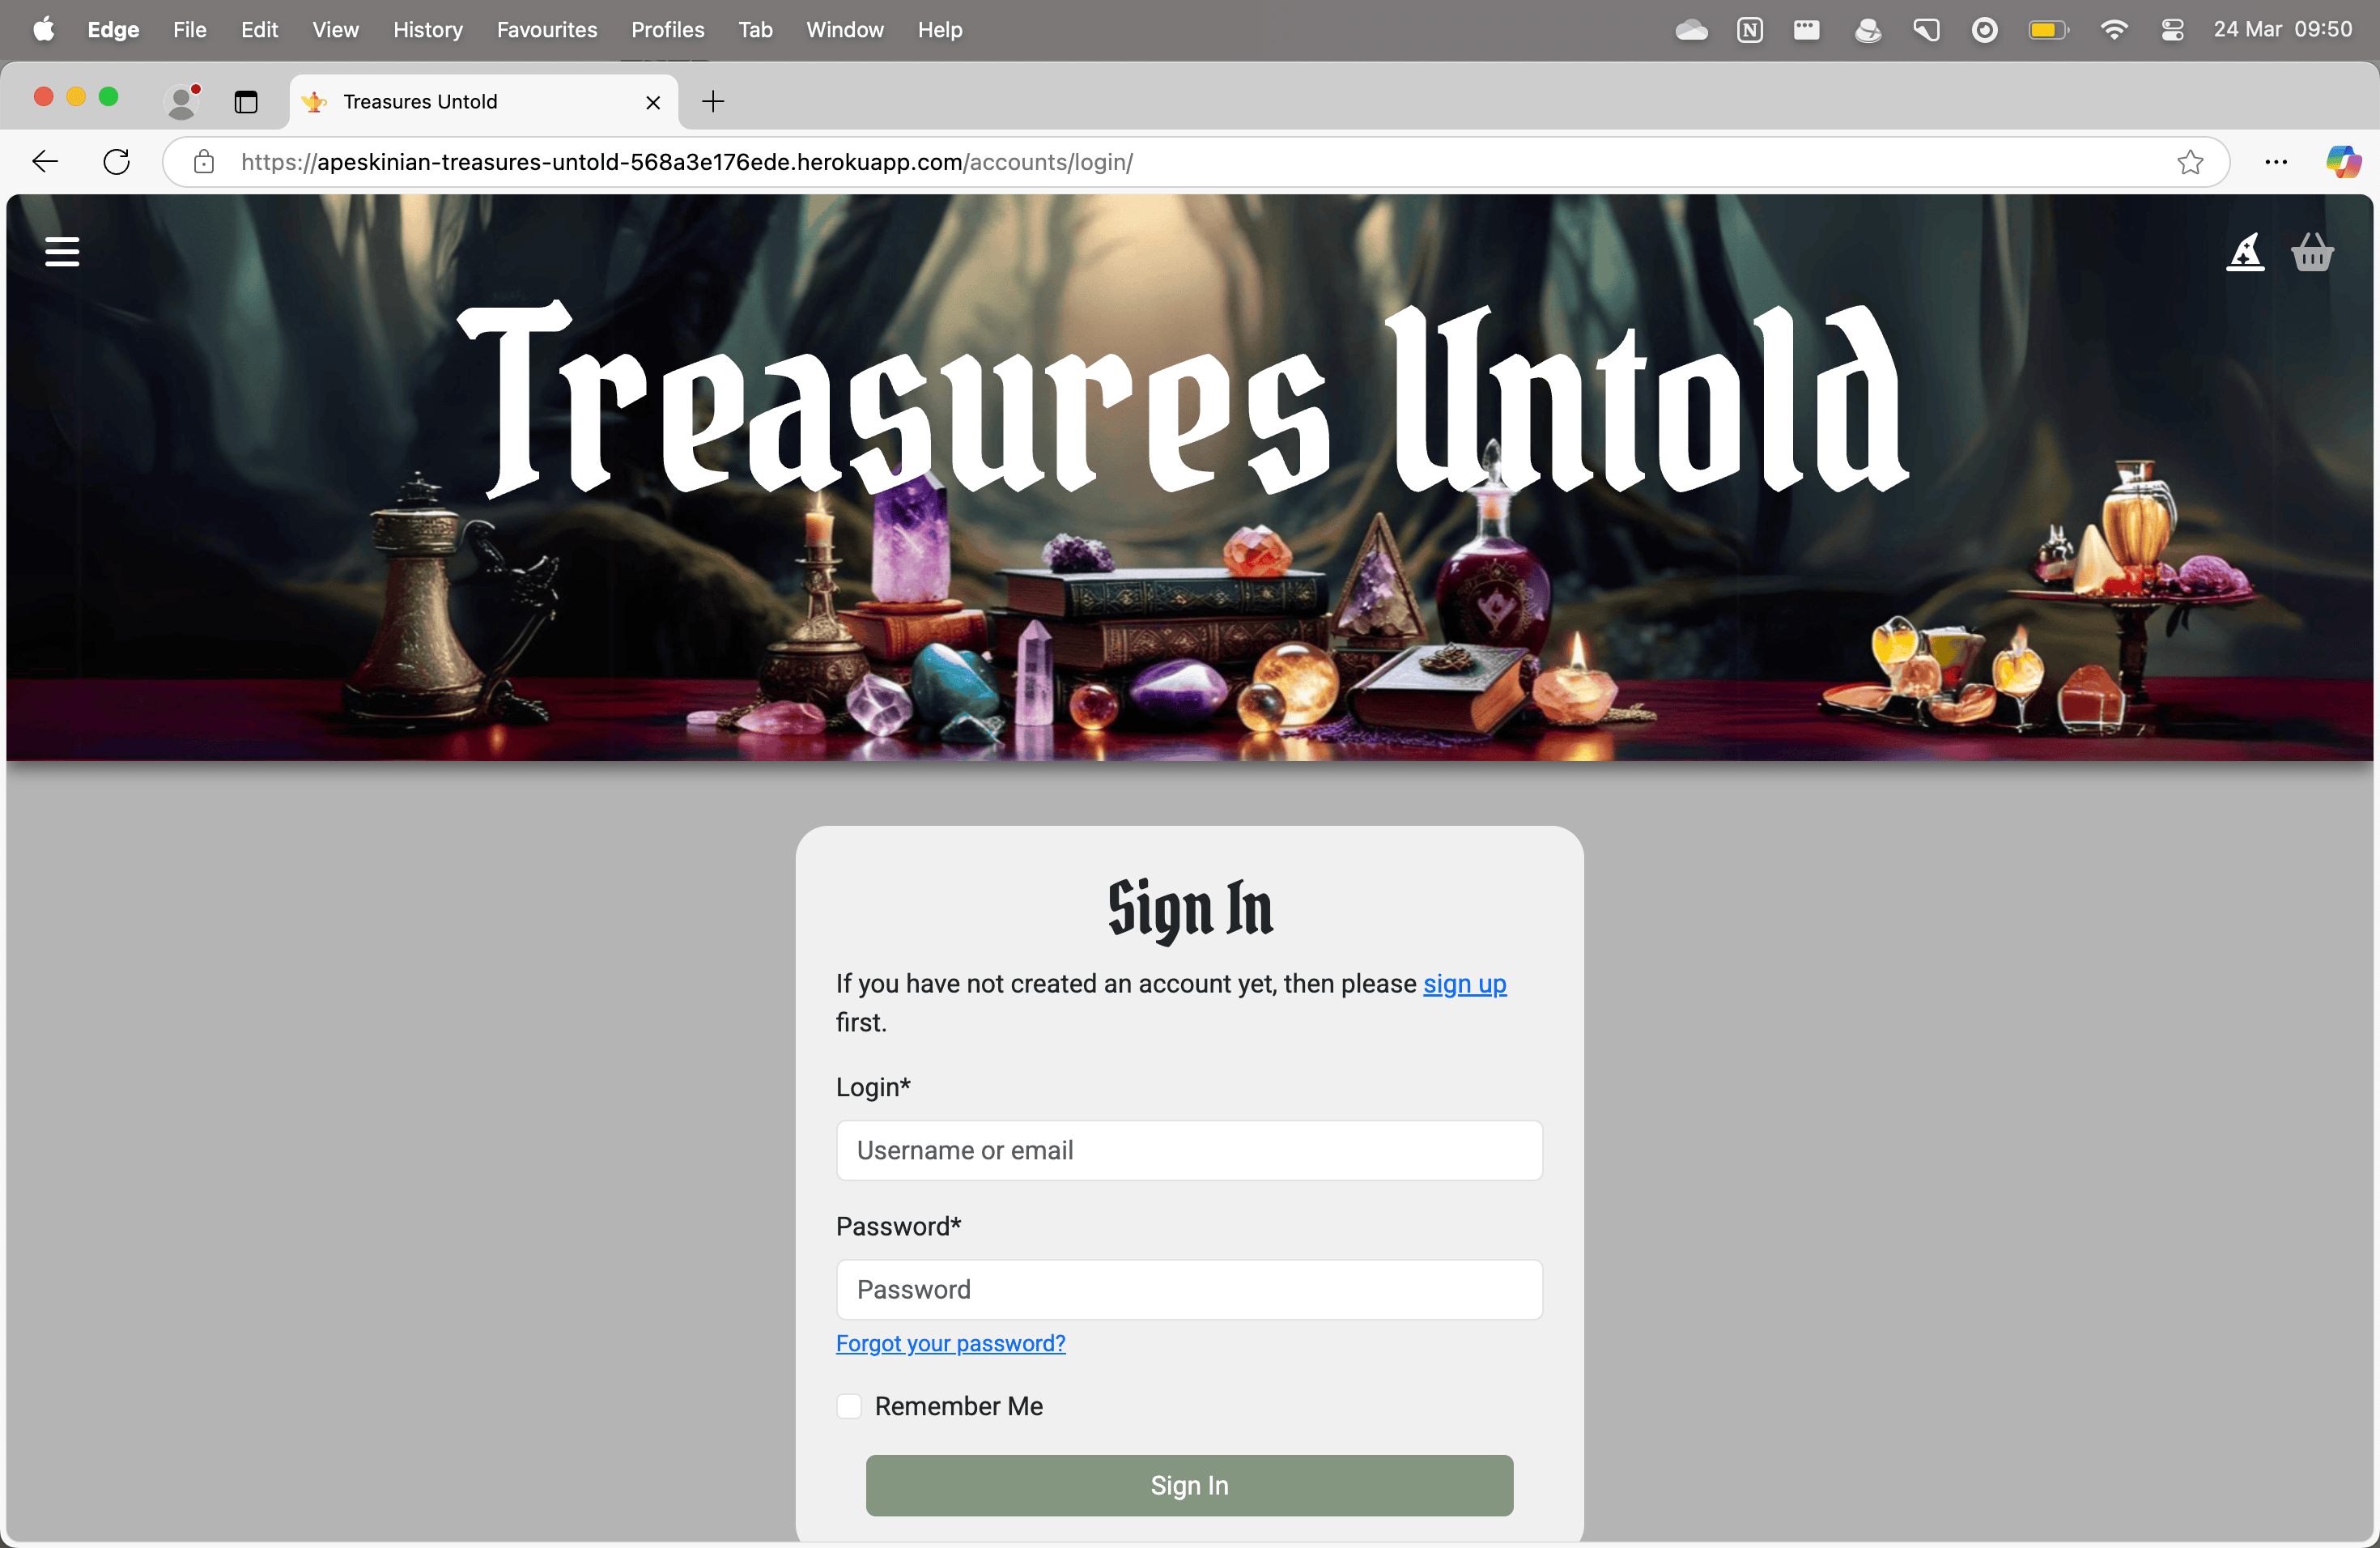 Edge File Edit View History Favourites Profiles Tab Window Help 24 Mar 09:50
Treasures Untold
https://apeskinian-treasures-untold-568a3e176ede.herokuapp.com/accounts/login/
Treasures Untold
Sign In
If you have not created an account yet, then please sign up
first.
Login*
Username or email
Password*
Password
Forgot your password?
Remember Me
Sign In